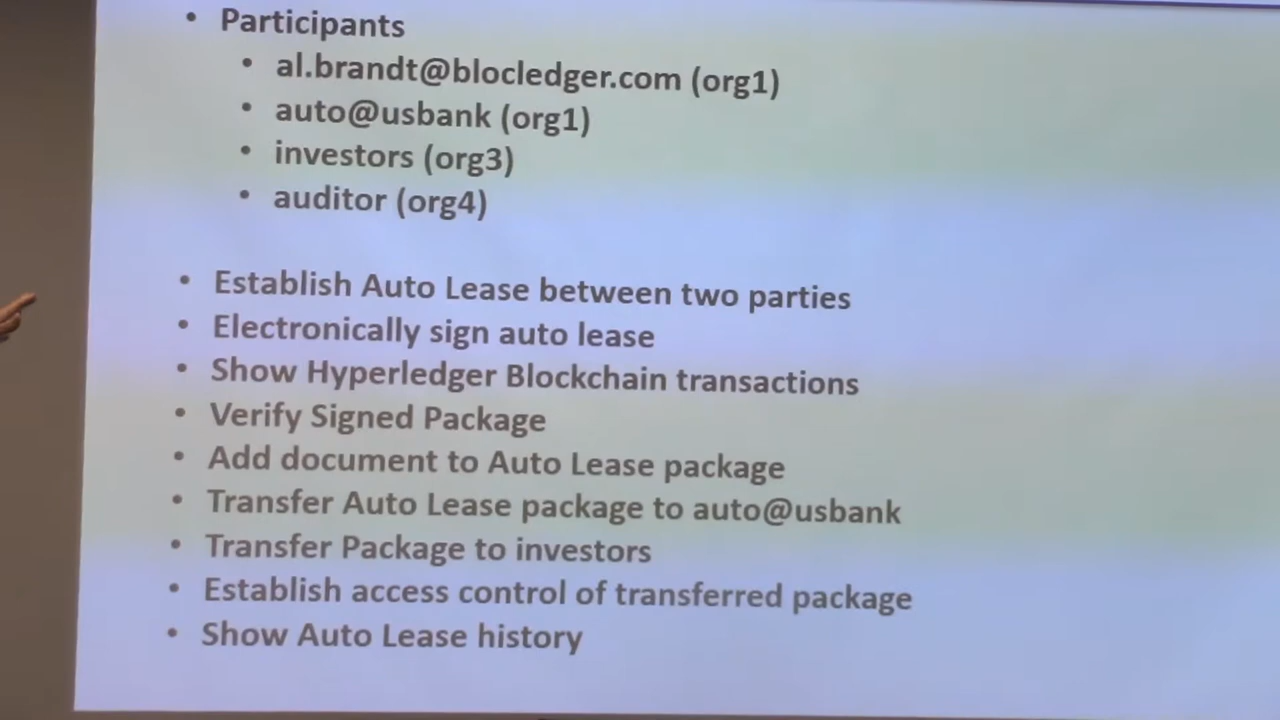 • Participants
• al.brandt@blocledger.com (org1)
• auto@usbank (org1)
• investors (org3)
• auditor (org4)
• Establish Auto Lease between two parties
• Electronically sign auto lease
• Show Hyperledger Blockchain transactions
• Verify Signed Package
• Add document to Auto Lease package
• Transfer Auto Lease package to auto@usbank
• Transfer Package to investors
• Establish access control of transferred package
• Show Auto Lease history